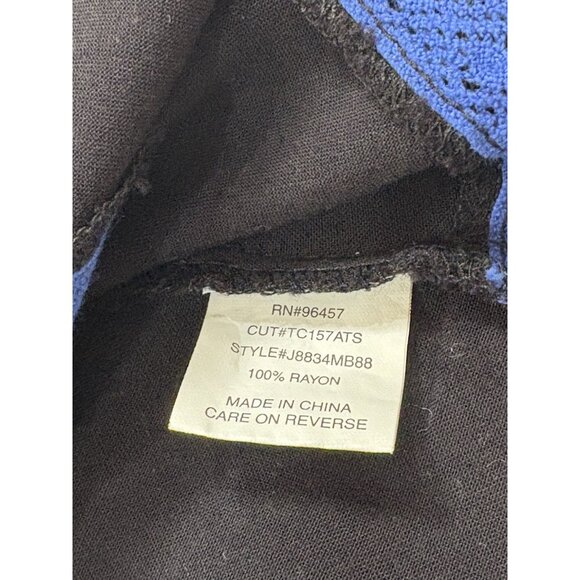 RN#96457
CUT#TC157ATS
STYLE#J8834MB88
100% RAYON
MADE IN CHINA
CARE ON REVERSE